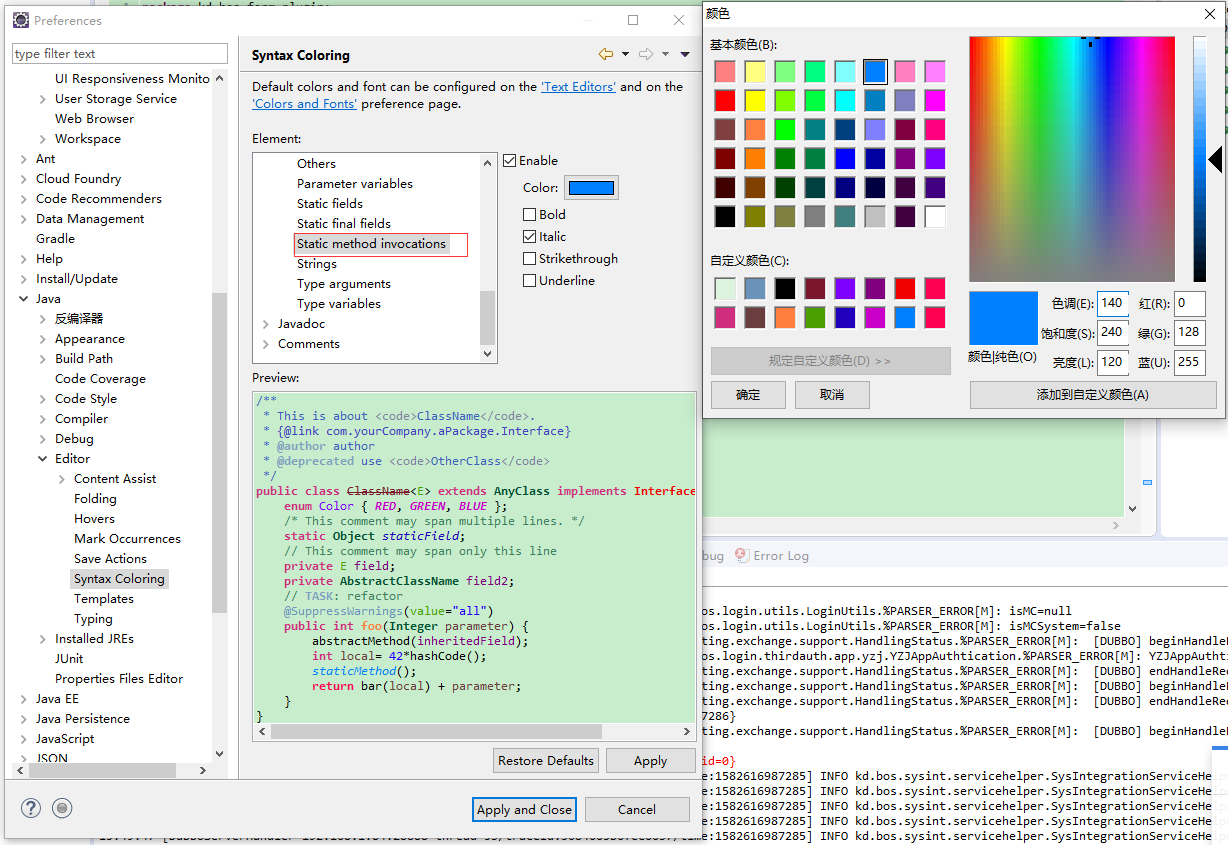 Preferences
type filter text
UI Responsiveness Monito
User Storage Service
Web Browser
Workspace
Ant
Cloud Foundry
Code Recommenders
Data Management
Gradle
Help
Install/Update
Java
反编译器
Appearance
Build Path
Code Coverage
Code Style
Compiler
Debug
Editor
Content Assist
Folding
Hovers
Mark Occurrences
Save Actions
Syntax Coloring
Templates
Typing
Installed JREs
JUnit
Properties Files Editor
Java EE
Java Persistence
JavaScript
JSON
Syntax Coloring
Default colors and font can be configured on the 'Text Editors' and on the
'Colors and Fonts' preference page.
Element:
Others
Parameter variables
Static fields
Static final fields
Static method invocations
Strings
Type arguments
Type variables
Javadoc
Comments
Enable
Color:
Bold
Italic
Strikethrough
Underline
Preview:
/**
* This is about <code>ClassName</code>.
* {@link com.yourCompany.aPackage.Interface}
* @author author
* @deprecated use <code>OtherClass</code>
*/
public class ClassName<E> extends AnyClass implements Interface
enum Color { RED, GREEN, BLUE };
/* This comment may span multiple lines. */
static Object staticField;
// This comment may span only this line
private E field;
private AbstractClassName field2;
// TASK: refactor
@SuppressWarnings(value="all")
public int foo(Integer parameter) {
abstractMethod(inheritedField);
int local= 42*hashCode();
staticMethod();
return bar(local) + parameter;
}
}
Restore Defaults
Apply
Apply and Close
Cancel
颜色
基本颜色(B):
自定义颜色(C):
规定自定义颜色(D) >>
确定
取消
颜色|纯色(O)
色调(E): 140 红(R): 0
饱和度(S): 240 绿(G): 128
亮度(L): 120 蓝(U): 255
添加到自定义颜色(A)
bug
Error Log
os.login.utils.LoginUtils.%PARSER_ERROR[M]: isMC=null
os.login.utils.LoginUtils.%PARSER_ERROR[M]: isMCSystem=false
ting.exchange.support.HandlingStatus.%PARSER_ERROR[M]: [DUBBO] beginHandleR
os.login.thirdauth.app.yzj.YZJAppAuthtication.%PARSER_ERROR[M]: YZJAppAuthti
ting.exchange.support.HandlingStatus.%PARSER_ERROR[M]: [DUBBO] endHandleRec
ting.exchange.support.HandlingStatus.%PARSER_ERROR[M]: [DUBBO] beginHandleR
ting.exchange.support.HandlingStatus.%PARSER_ERROR[M]: [DUBBO] endHandleRec
7286}
ting.exchange.support.HandlingStatus.%PARSER_ERROR[M]: [DUBBO] beginHandleR
id=0}
me:1582616987285] INFO kd.bos.sysint.servicehelper.SysIntegrationServiceHe
me:1582616987285] INFO kd.bos.sysint.servicehelper.SysIntegrationServiceHe
me:1582616987285] INFO kd.bos.sysint.servicehelper.SysIntegrationServiceHe
me:1582616987285] INFO kd.bos.sysint.servicehelper.SysIntegrationServiceHe
me:1582616987285] INFO kd.bos.sysint.servicehelper.SysIntegrationServiceHe